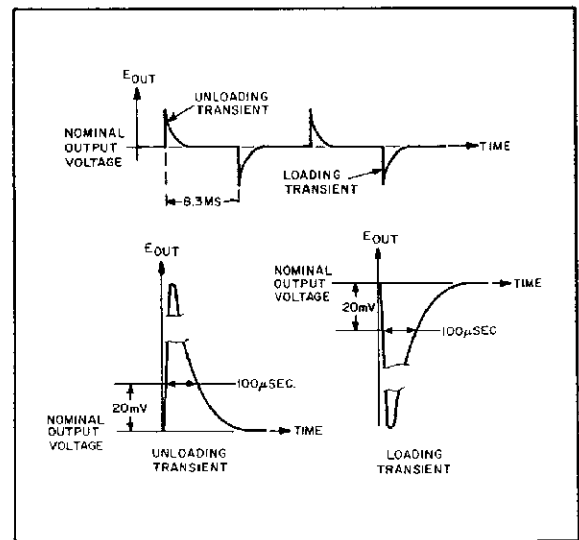 EOUT
UNLOADING
TRANSIENT
NOMINAL
OUTPUT
VOLTAGE
TIME
LOADING
TRANSIENT
8.3MS
EOUT
20mV
100µSEC.
NOMINAL
OUTPUT
VOLTAGE
TIME
UNLOADING
TRANSIENT
EOUT
NOMINAL
OUTPUT
VOLTAGE
TIME
20mV
100µSEC
LOADING
TRANSIENT